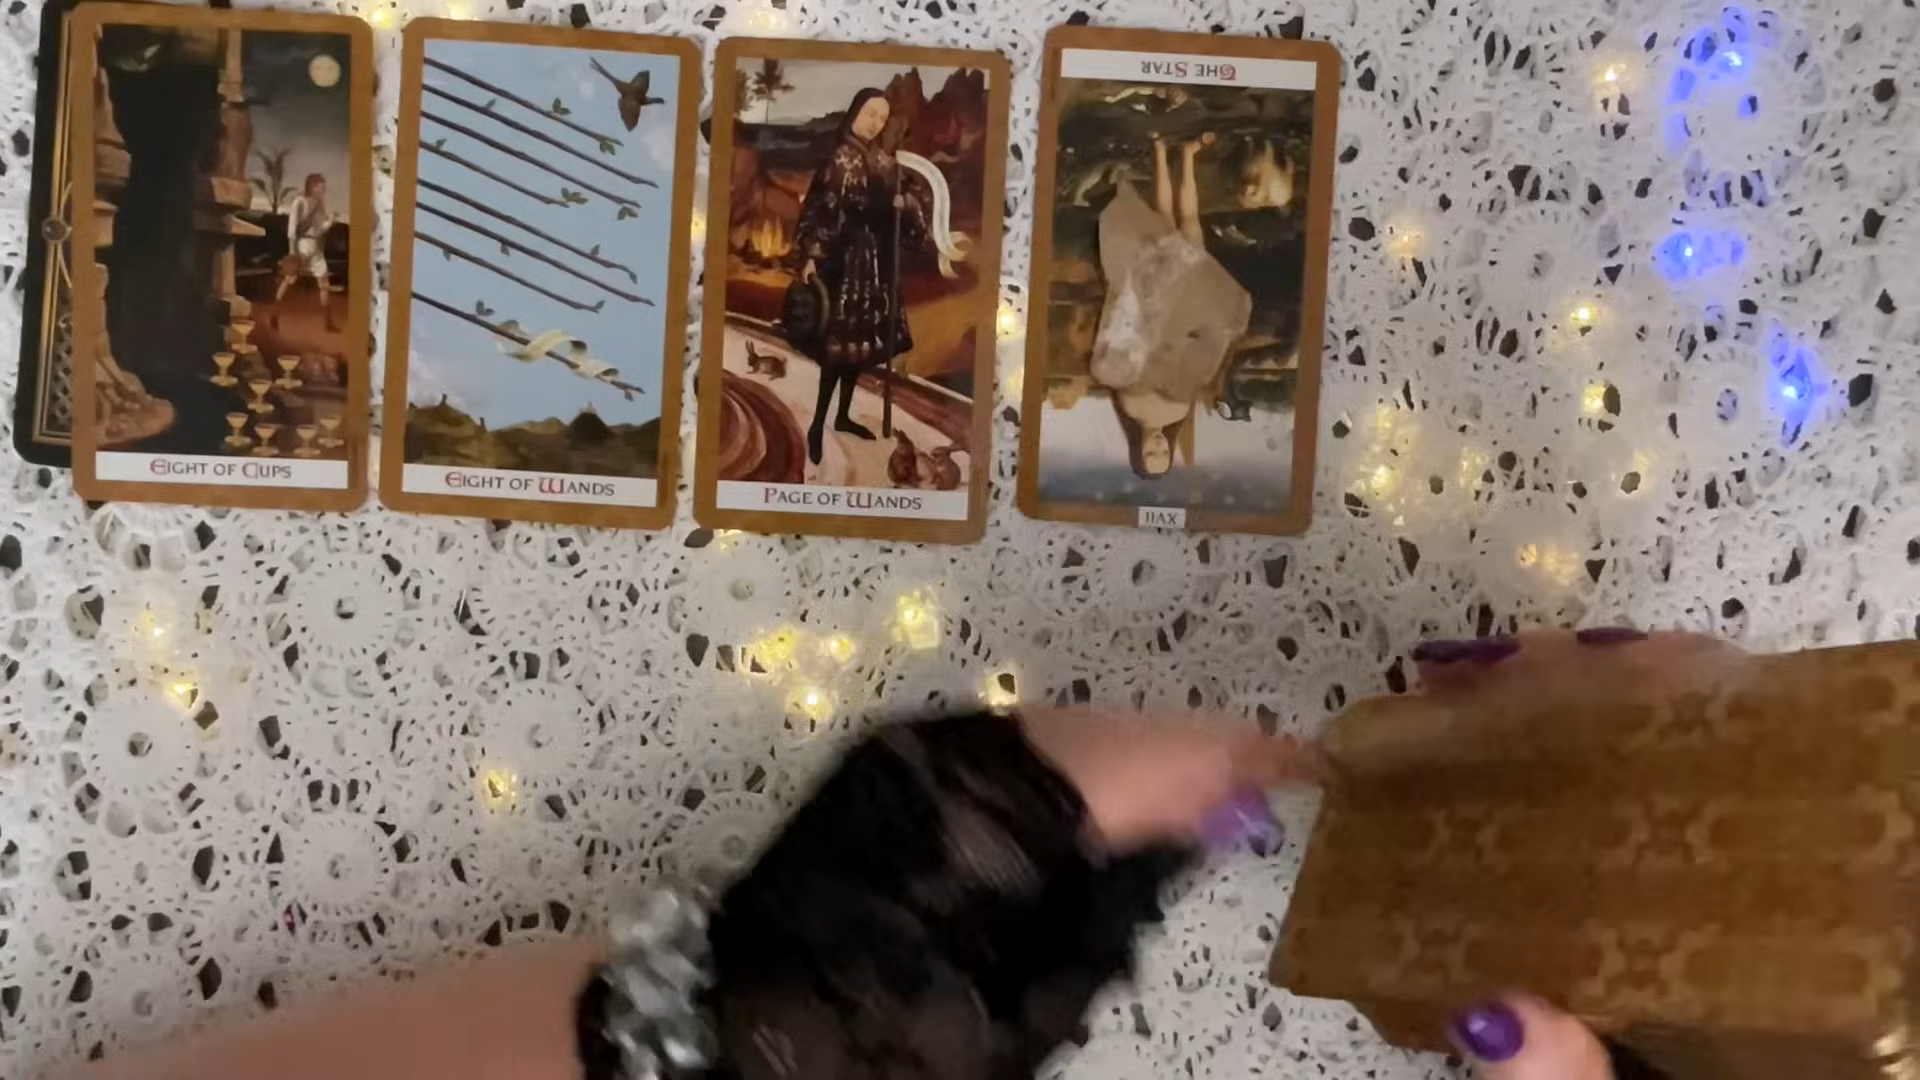 EIGHT OF CUPS
EIGHT OF WANDS
PAGE OF WANDS
THE STAR
XVII